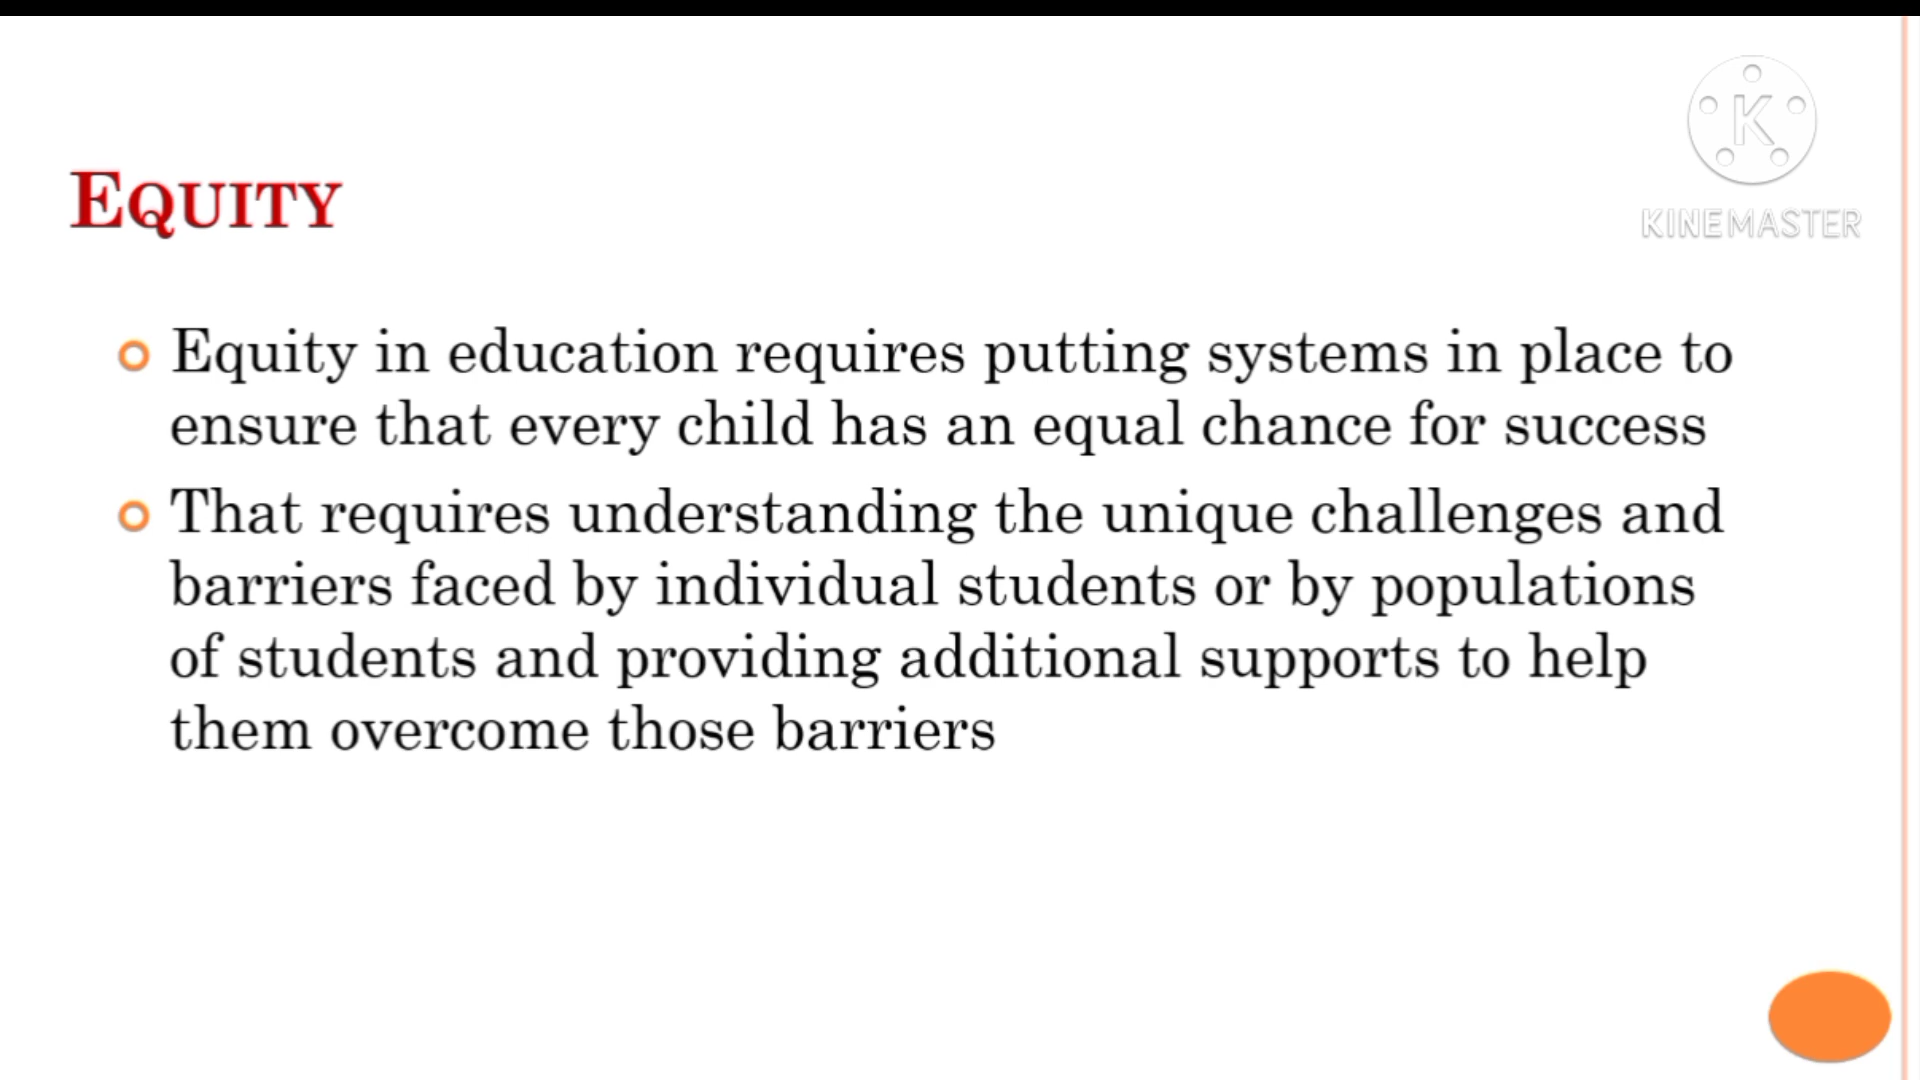 K
KINEMASTER
EQUITY
Equity in education requires putting systems in place to
ensure that every child has an equal chance for success
That requires understanding the unique challenges and
barriers faced by individual students or by populations
of students and providing additional supports to help
them overcome those barriers